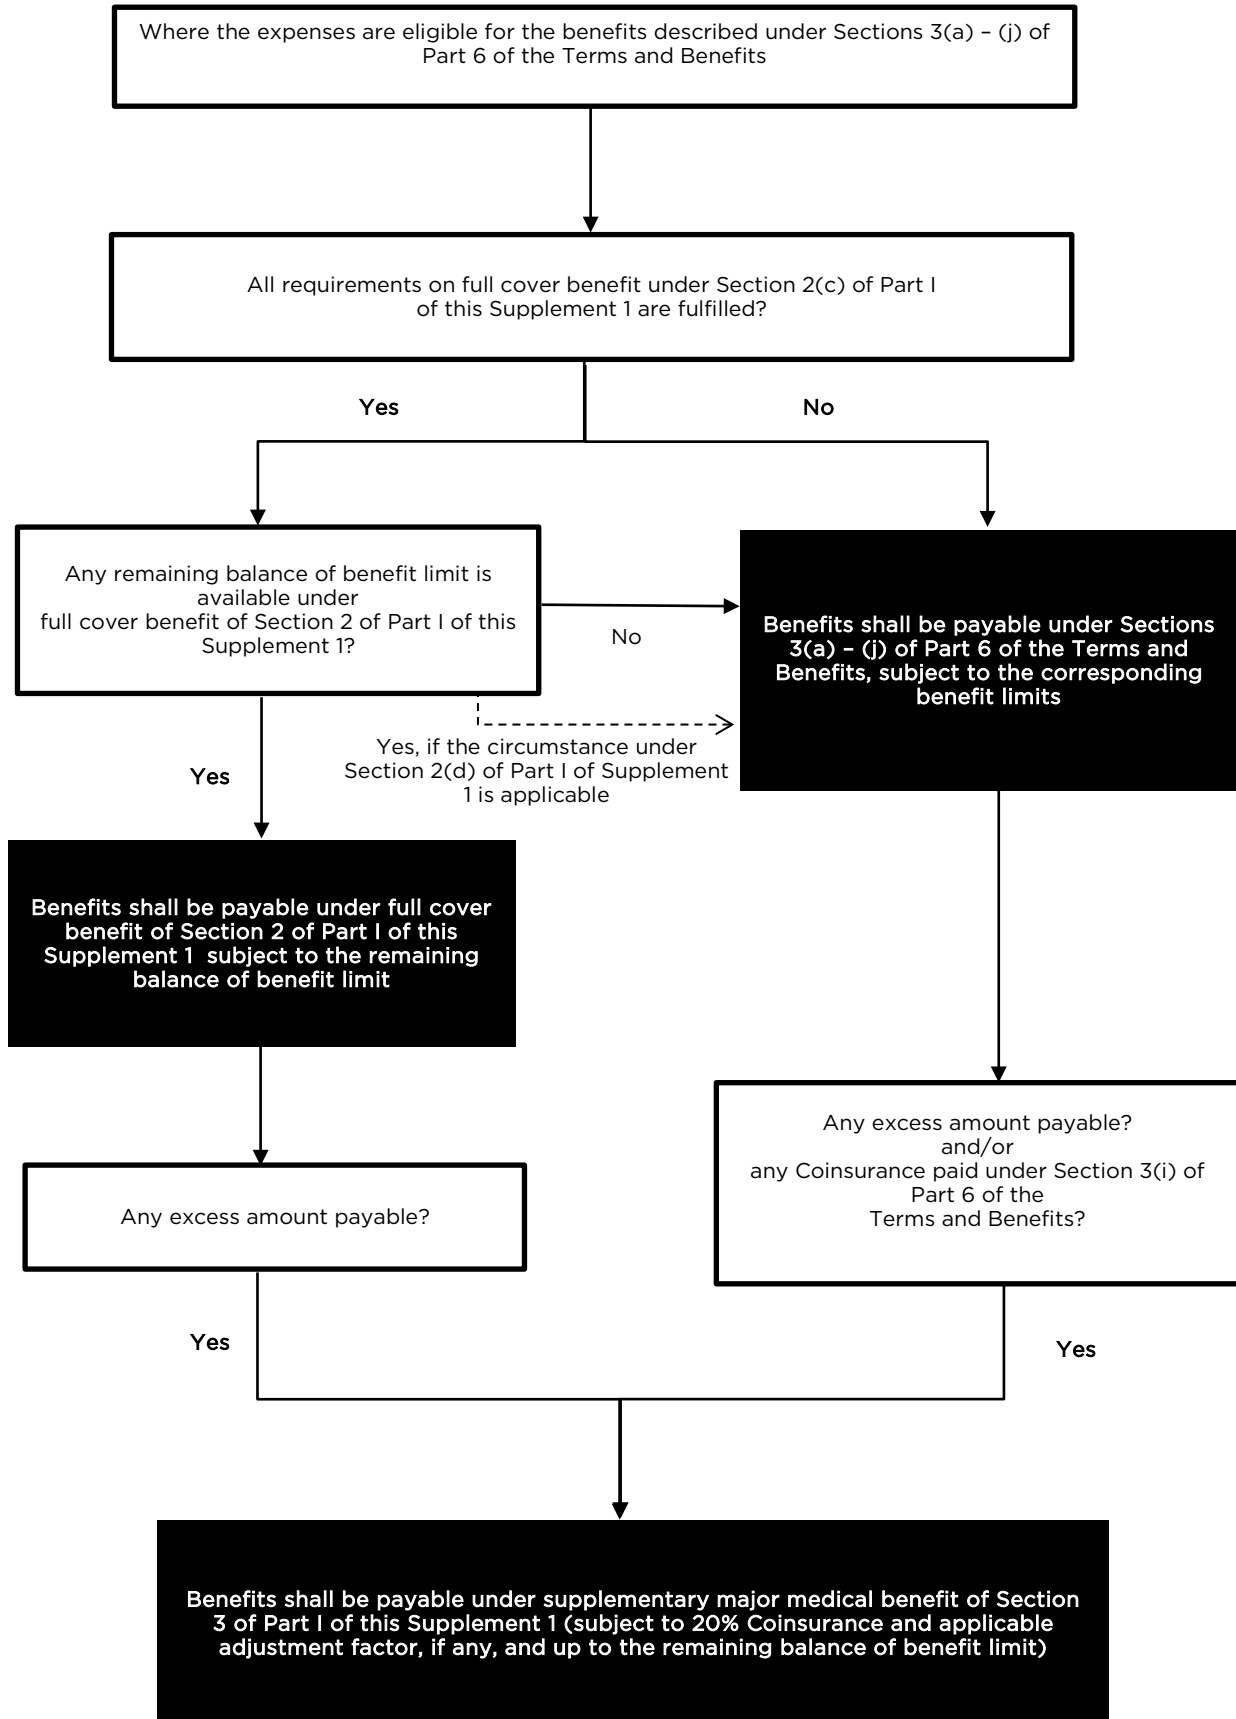 Where the expenses are eligible for the benefits described under Sections 3(a) – (j) of
Part 6 of the Terms and Benefits
All requirements on full cover benefit under Section 2(c) of Part I
of this Supplement 1 are fulfilled?
Yes
No
Any remaining balance of benefit limit is
available under
full cover benefit of Section 2 of Part I of this
Supplement 1?
No
Benefits shall be payable under Sections
3(a) – (j) of Part 6 of the Terms and
Benefits, subject to the corresponding
benefit limits
Yes, if the circumstance under
Section 2(d) of Part I of Supplement
1 is applicable
Yes
Benefits shall be payable under full cover
benefit of Section 2 of Part I of this
Supplement 1 subject to the remaining
balance of benefit limit
Any excess amount payable?
and/or
any Coinsurance paid under Section 3(i) of
Part 6 of the
Terms and Benefits?
Any excess amount payable?
Yes
Yes
Benefits shall be payable under supplementary major medical benefit of Section
3 of Part I of this Supplement 1 (subject to 20% Coinsurance and applicable
adjustment factor, if any, and up to the remaining balance of benefit limit)